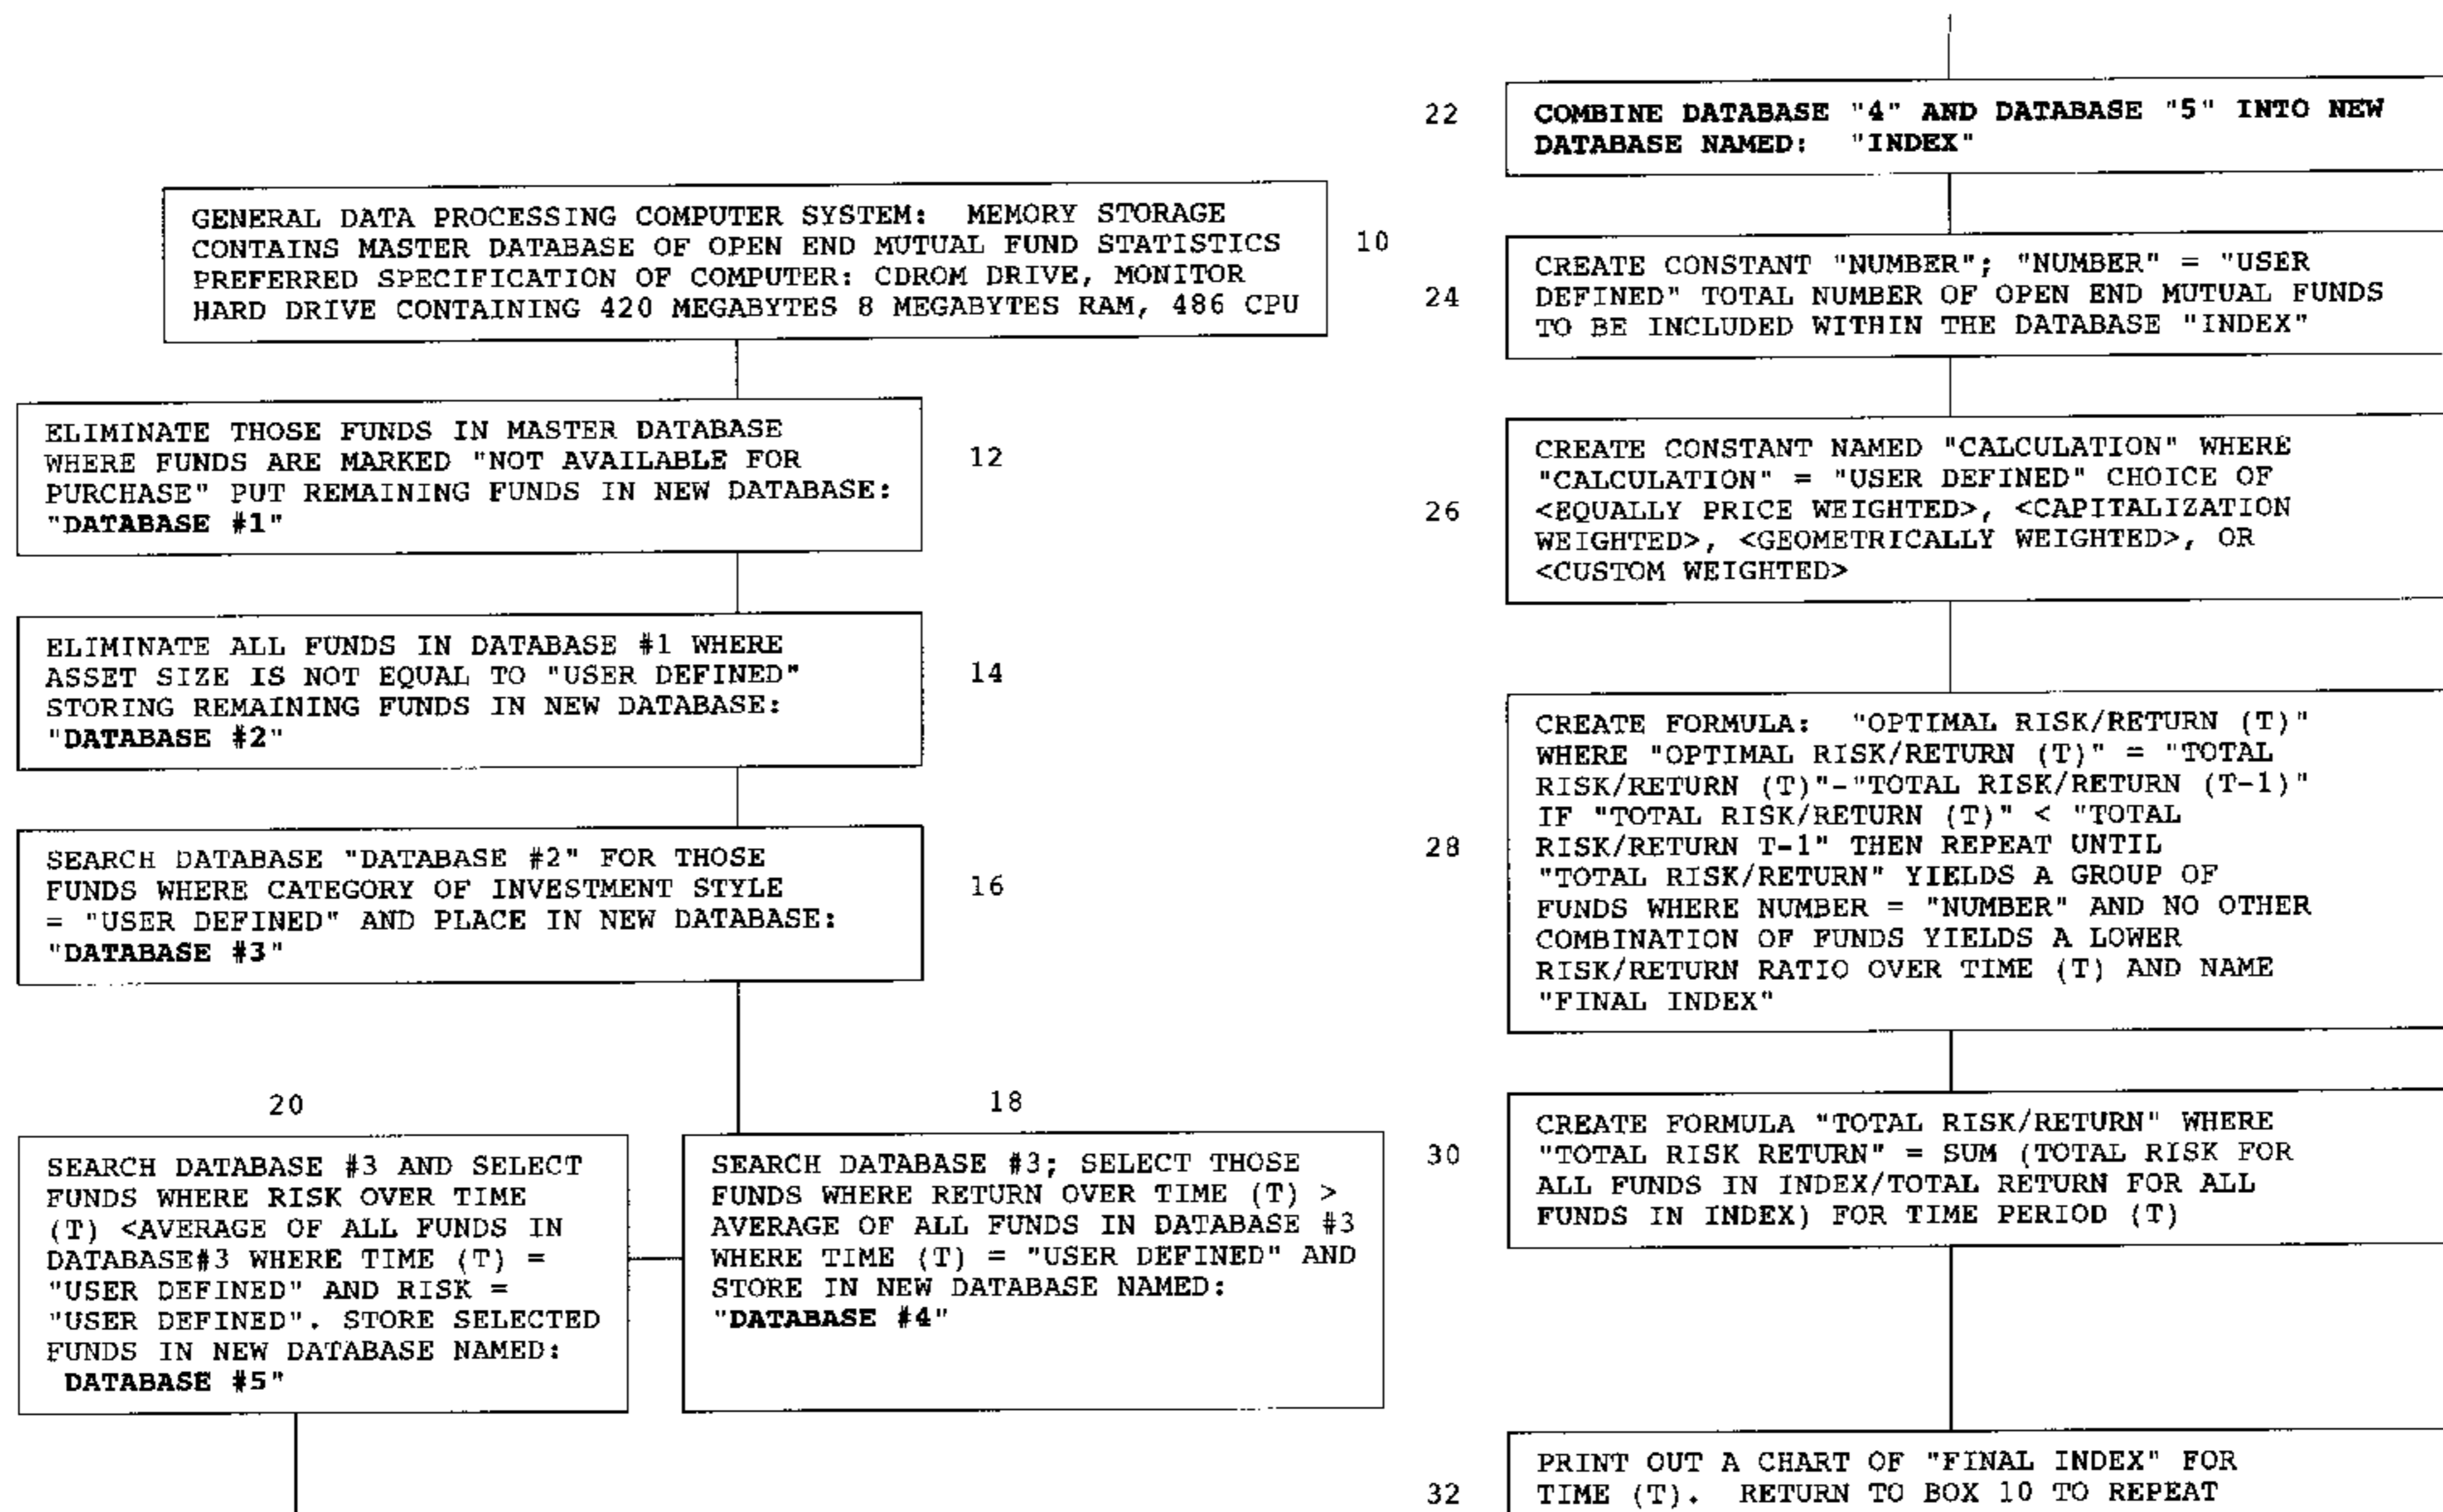 GENERAL DATA PROCESSING COMPUTER SYSTEM: MEMORY STORAGE
CONTAINS MASTER DATABASE OF OPEN END MUTUAL FUND STATISTICS
PREFERRED SPECIFICATION OF COMPUTER: CDROM DRIVE, MONITOR
HARD DRIVE CONTAINING 420 MEGABYTES 8 MEGABYTES RAM, 486 CPU
10
ELIMINATE THOSE FUNDS IN MASTER DATABASE
WHERE FUNDS ARE MARKED "NOT AVAILABLE FOR
PURCHASE" PUT REMAINING FUNDS IN NEW DATABASE:
"DATABASE #1"
12
ELIMINATE ALL FUNDS IN DATABASE #1 WHERE
ASSET SIZE IS NOT EQUAL TO "USER DEFINED"
STORING REMAINING FUNDS IN NEW DATABASE:
"DATABASE #2"
14
SEARCH DATABASE "DATABASE #2" FOR THOSE
FUNDS WHERE CATEGORY OF INVESTMENT STYLE
= "USER DEFINED" AND PLACE IN NEW DATABASE:
"DATABASE #3"
16
20
SEARCH DATABASE #3 AND SELECT
FUNDS WHERE RISK OVER TIME
(T) <AVERAGE OF ALL FUNDS IN
DATABASE#3 WHERE TIME (T) =
"USER DEFINED" AND RISK =
"USER DEFINED". STORE SELECTED
FUNDS IN NEW DATABASE NAMED:
DATABASE #5"
18
SEARCH DATABASE #3; SELECT THOSE
FUNDS WHERE RETURN OVER TIME (T) >
AVERAGE OF ALL FUNDS IN DATABASE #3
WHERE TIME (T) = "USER DEFINED" AND
STORE IN NEW DATABASE NAMED:
"DATABASE #4"
22
COMBINE DATABASE "4" AND DATABASE "5" INTO NEW
DATABASE NAMED: "INDEX"
24
CREATE CONSTANT "NUMBER"; "NUMBER" = "USER
DEFINED" TOTAL NUMBER OF OPEN END MUTUAL FUNDS
TO BE INCLUDED WITHIN THE DATABASE "INDEX"
26
CREATE CONSTANT NAMED "CALCULATION" WHERE
"CALCULATION" = "USER DEFINED" CHOICE OF
<EQUALLY PRICE WEIGHTED>, <CAPITALIZATION
WEIGHTED>, <GEOMETRICALLY WEIGHTED>, OR
<CUSTOM WEIGHTED>
28
CREATE FORMULA: "OPTIMAL RISK/RETURN (T)"
WHERE "OPTIMAL RISK/RETURN (T)" = "TOTAL
RISK/RETURN (T)"-"TOTAL RISK/RETURN (T-1)"
IF "TOTAL RISK/RETURN (T)" < "TOTAL
RISK/RETURN T-1" THEN REPEAT UNTIL
"TOTAL RISK/RETURN" YIELDS A GROUP OF
FUNDS WHERE NUMBER = "NUMBER" AND NO OTHER
COMBINATION OF FUNDS YIELDS A LOWER
RISK/RETURN RATIO OVER TIME (T) AND NAME
"FINAL INDEX"
30
CREATE FORMULA "TOTAL RISK/RETURN" WHERE
"TOTAL RISK RETURN" = SUM (TOTAL RISK FOR
ALL FUNDS IN INDEX/TOTAL RETURN FOR ALL
FUNDS IN INDEX) FOR TIME PERIOD (T)
32
PRINT OUT A CHART OF "FINAL INDEX" FOR
TIME (T). RETURN TO BOX 10 TO REPEAT